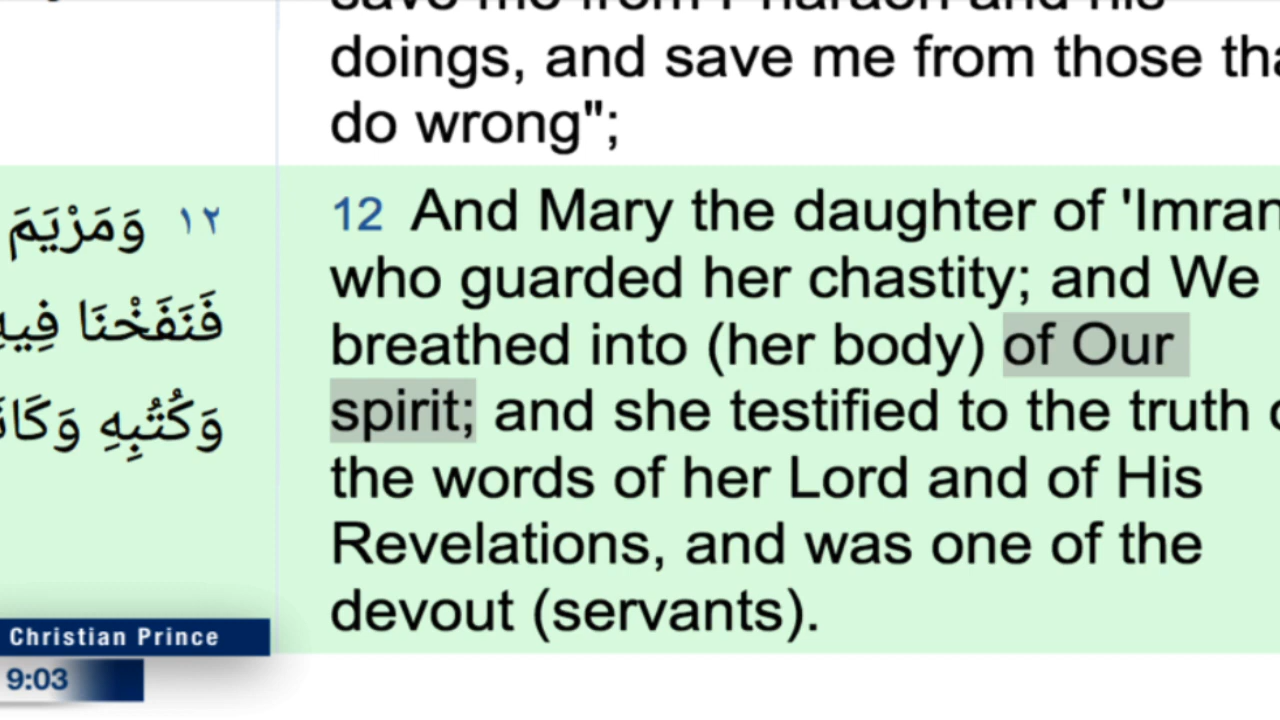 doings, and save me from those
do wrong";
١٢ وَمَرْيَمَ
فَنَفَخْنَا
وَكُتُبِهِ
12 And Mary the daughter of 'Imran
who guarded her chastity; and We
breathed into (her body) of Our
spirit; and she testified to the truth
the words of her Lord and of His
Revelations, and was one of the
devout (servants).
Christian Prince
9:03